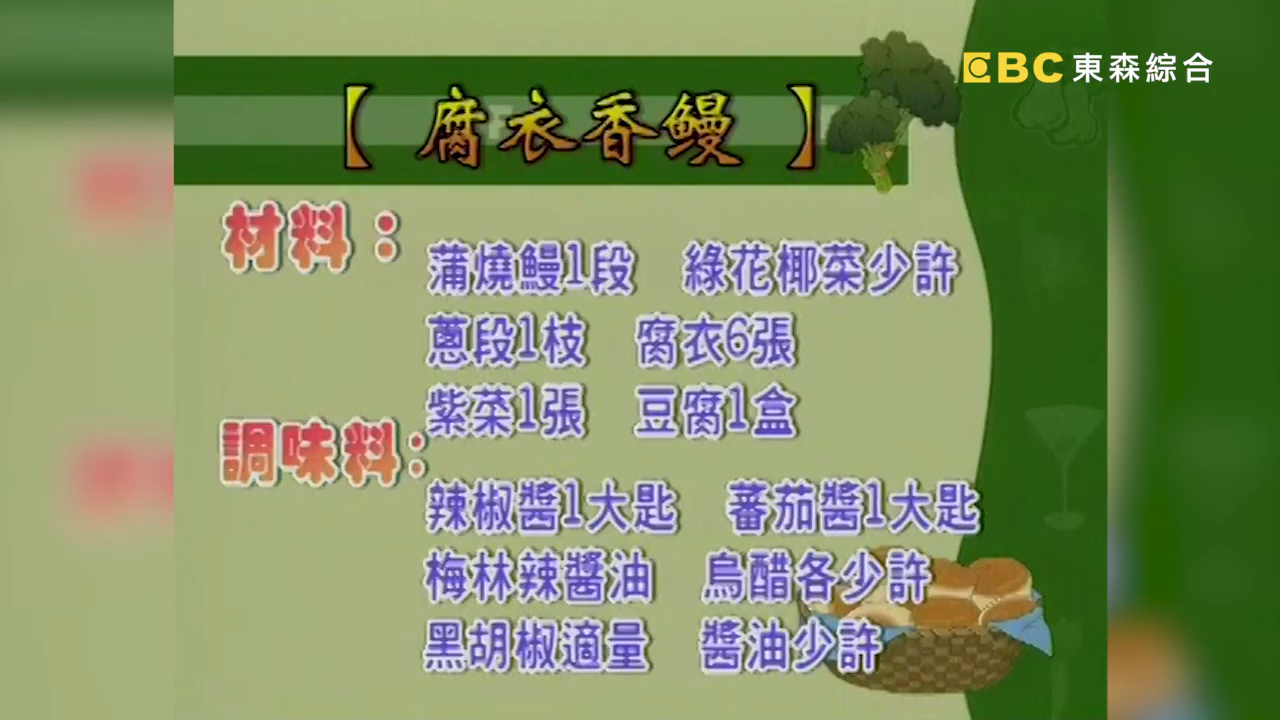 EBC 東森綜合
【 腐衣香鰻 】
材料：
蒲燒鰻1段 綠花椰菜少許
蔥段1枝 腐衣6張
紫菜1張 豆腐1盒
調味料：
辣椒醬1大匙 蕃茄醬1大匙
梅林辣醬油 烏醋各少許
黑胡椒適量 醬油少許